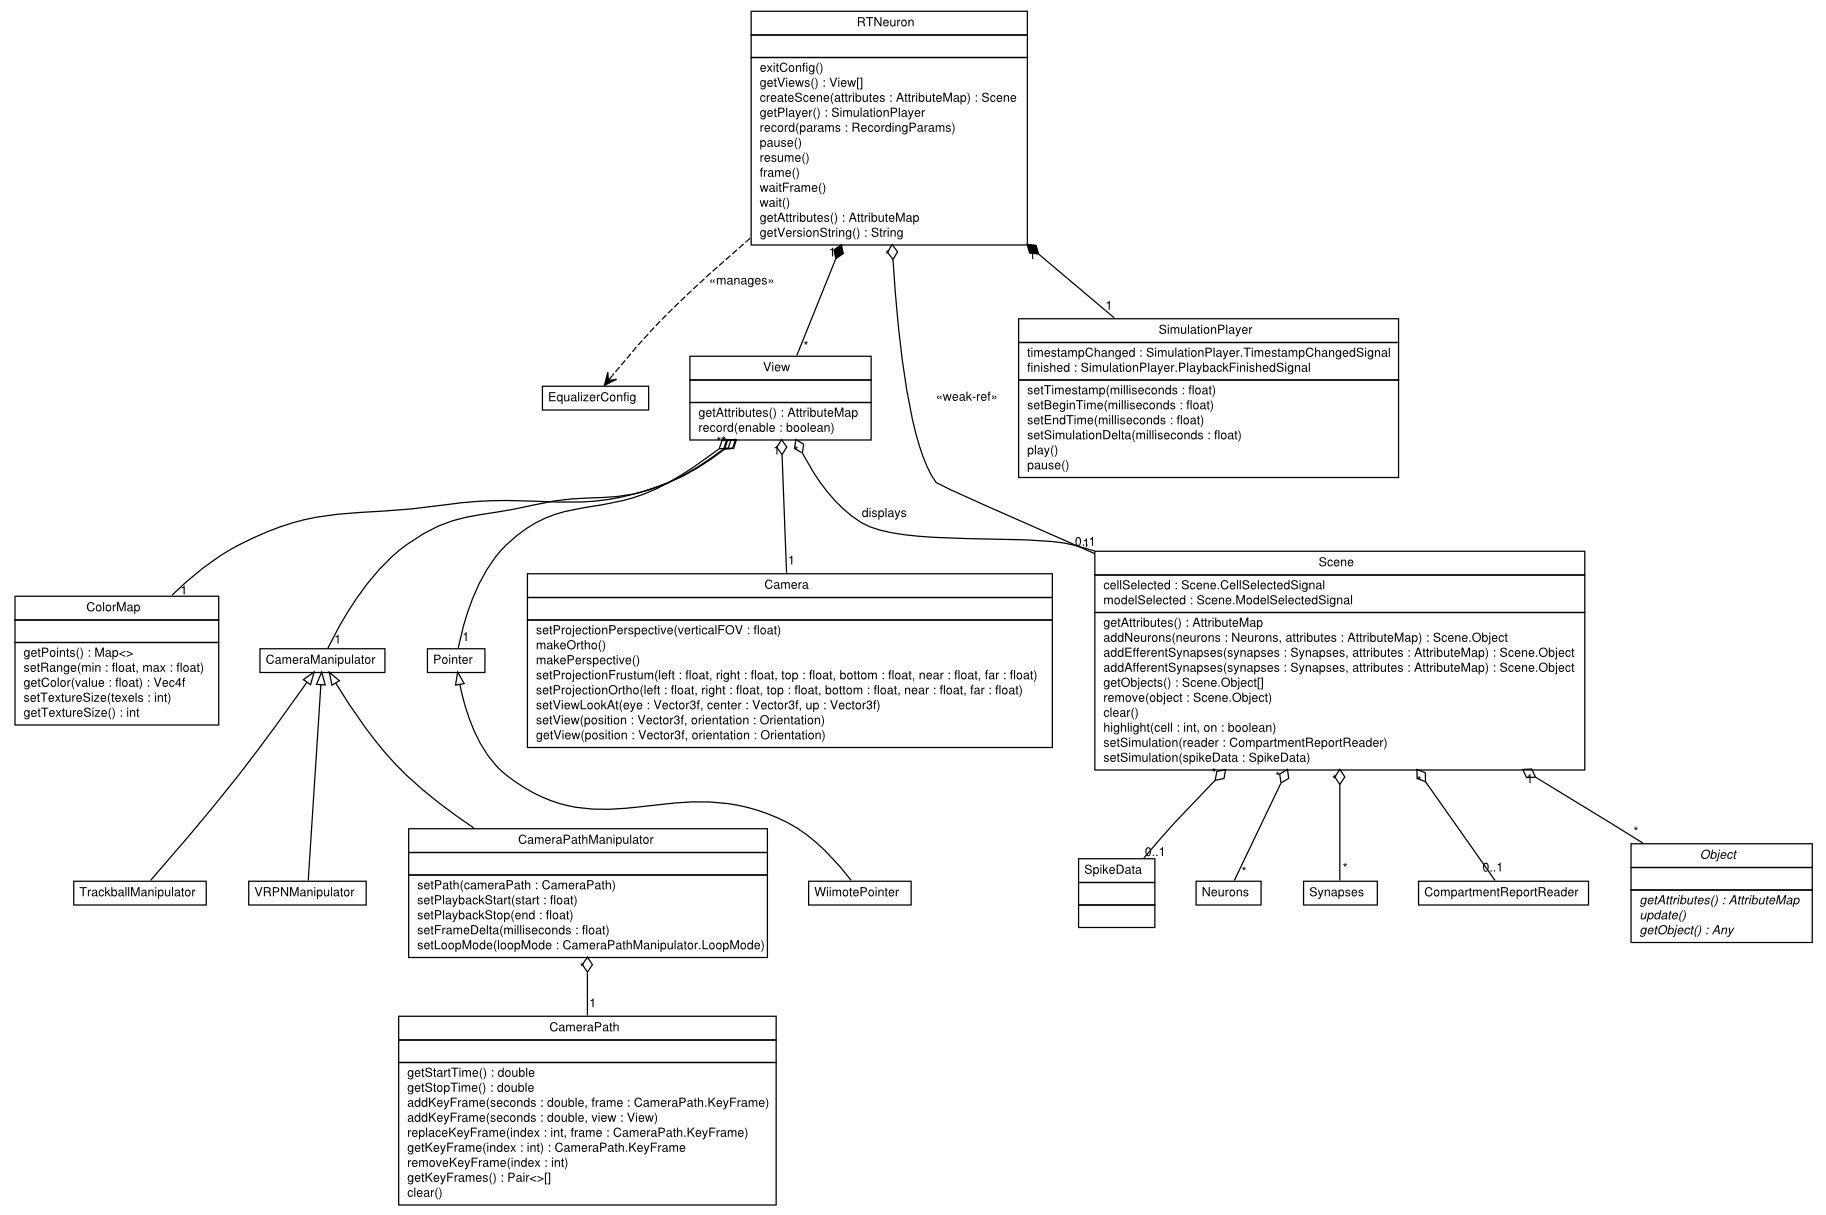 RTNeuron
exitConfig()
getViews() : View[]
createScene(attributes : AttributeMap) : Scene
getPlayer() : SimulationPlayer
record(params : RecordingParams)
pause()
resume()
frame()
waitFrame()
wait()
getAttributes() : AttributeMap
getVersionString() : String
1
1
«manages»
1
*
SimulationPlayer
timestampChanged : SimulationPlayer.TimestampChangedSignal
finished : SimulationPlayer.PlaybackFinishedSignal
setTimestamp(milliseconds : float)
setBeginTime(milliseconds : float)
setEndTime(milliseconds : float)
setSimulationDelta(milliseconds : float)
play()
pause()
View
getAttributes() : AttributeMap
record(enable : boolean)
EqualizerConfig
«weak-ref»
1
displays
0..1
1
1
1
1
ColorMap
getPoints() : Map<>
setRange(min : float, max : float)
getColor(value : float) : Vec4f
setTextureSize(texels : int)
getTextureSize() : int
CameraManipulator
Pointer
Camera
setProjectionPerspective(verticalFOV : float)
makeOrtho()
makePerspective()
setProjectionFrustum(left : float, right : float, top : float, bottom : float, near : float, far : float)
setProjectionOrtho(left : float, right : float, top : float, bottom : float, near : float, far : float)
setViewLookAt(eye : Vector3f, center : Vector3f, up : Vector3f)
setView(position : Vector3f, orientation : Orientation)
getView(position : Vector3f, orientation : Orientation)
Scene
cellSelected : Scene.CellSelectedSignal
modelSelected : Scene.ModelSelectedSignal
getAttributes() : AttributeMap
addNeurons(neurons : Neurons, attributes : AttributeMap) : Scene.Object
addEfferentSynapses(synapses : Synapses, attributes : AttributeMap) : Scene.Object
addAfferentSynapses(synapses : Synapses, attributes : AttributeMap) : Scene.Object
getObjects() : Scene.Object[]
remove(object : Scene.Object)
clear()
highlight(cell : int, on : boolean)
setSimulation(reader : CompartmentReportReader)
setSimulation(spikeData : SpikeData)
*
*
1
0..1
*
*
0..1
*
TrackballManipulator
VRPNManipulator
CameraPathManipulator
setPath(cameraPath : CameraPath)
setPlaybackStart(start : float)
setPlaybackStop(end : float)
setFrameDelta(milliseconds : float)
setLoopMode(loopMode : CameraPathManipulator.LoopMode)
WiimotePointer
SpikeData
Neurons
Synapses
CompartmentReportReader
Object
getAttributes() : AttributeMap
update()
getObject() : Any
1
CameraPath
getStartTime() : double
getStopTime() : double
addKeyFrame(seconds : double, frame : CameraPath.KeyFrame)
addKeyFrame(seconds : double, view : View)
replaceKeyFrame(index : int, frame : CameraPath.KeyFrame)
getKeyFrame(index : int) : CameraPath.KeyFrame
removeKeyFrame(index : int)
getKeyFrames() : Pair<>[]
clear()